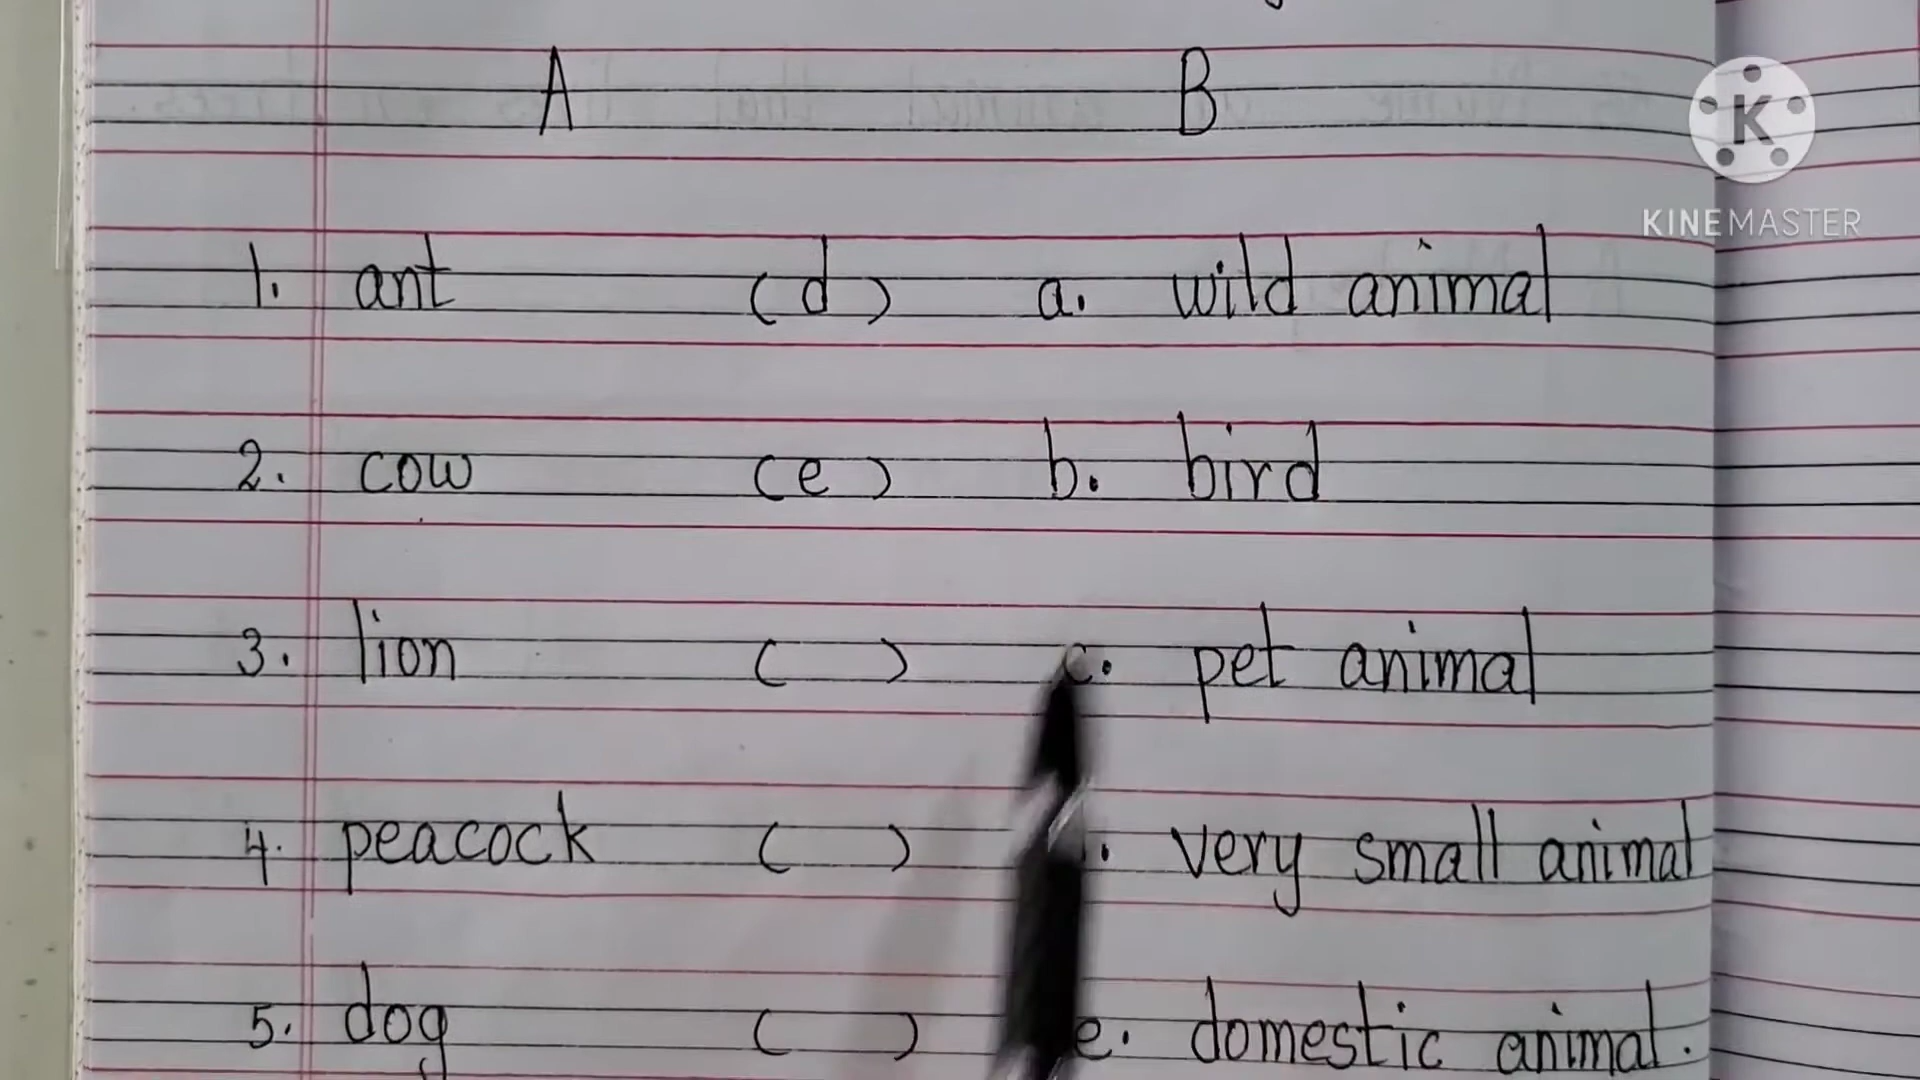 A B
K
KINEMASTER
1. ant (d) a. wild animal
2. cow (e) b. bird
3. lion ( ) c. pet animal
4. peacock ( ) . very small animal
5. dog ( ) e. domestic animal.